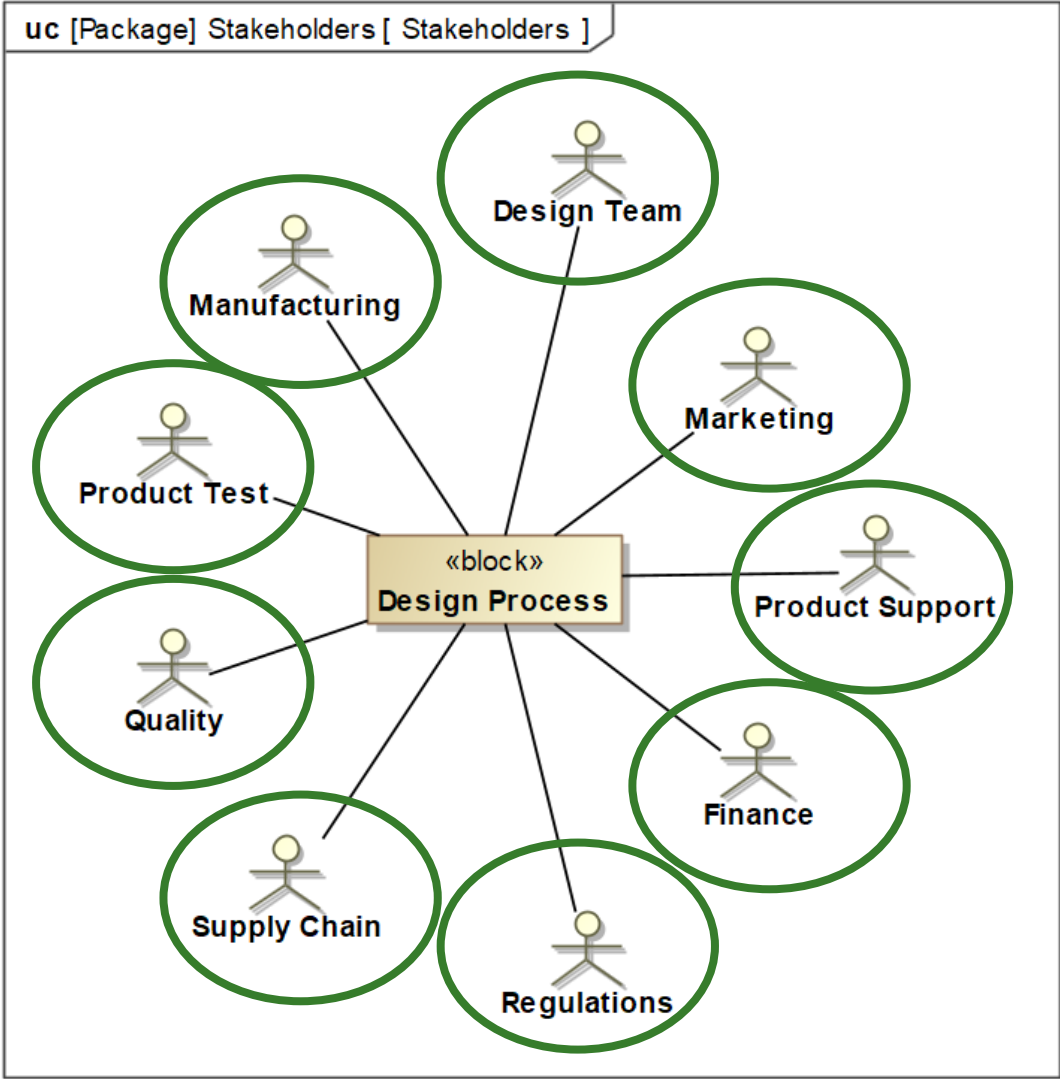 uc [Package] Stakeholders [ Stakeholders ]
Design Team
Manufacturing
Marketing
Product Test
«block»
Design Process
Product Support
Quality
Finance
Supply Chain
Regulations